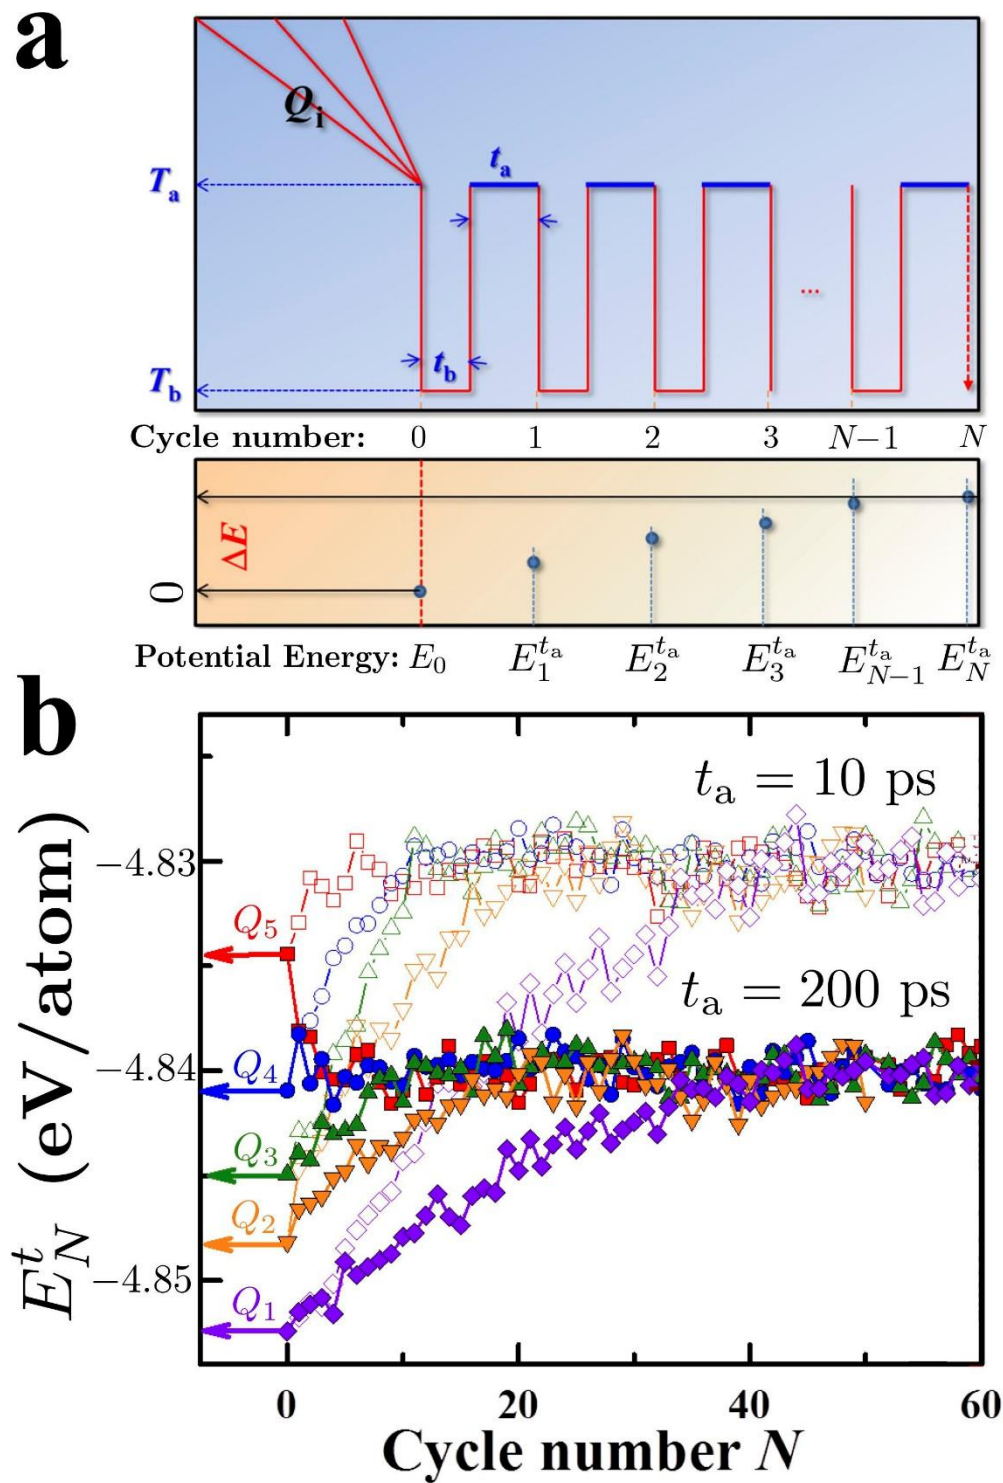 a
Q_i
T_a
t_a
...
T_b
t_b
Cycle number: 0 1 2 3 N−1 N
ΔE
0
Potential Energy: E_0 E_1^{t_a} E_2^{t_a} E_3^{t_a} E_{N−1}^{t_a} E_N^{t_a}
b
t_a = 10 ps
−4.83
Q_5
t_a = 200 ps
−4.84
Q_4
Q_3
Q_2
−4.85
Q_1
E_N^t (eV/atom)
0 20 40 60
Cycle number N